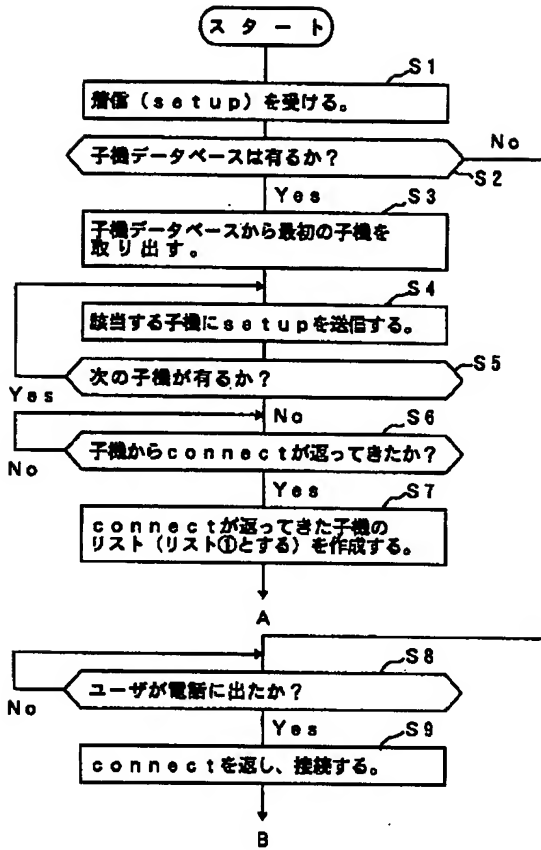 スタート
S1
着信(setup)を受ける。
No
子機データベースは有るか?
S2
Yes
S3
子機データベースから最初の子機を
取り出す。
S4
該当する子機にsetupを送信する。
S5
次の子機が有るか?
Yes
No
S6
子機からconnectが返ってきたか?
No
Yes
S7
connectが返ってきた子機の
リスト(リスト①とする)を作成する。
A
S8
ユーザが電話に出たか?
No
Yes
S9
connectを返し、接続する。
B